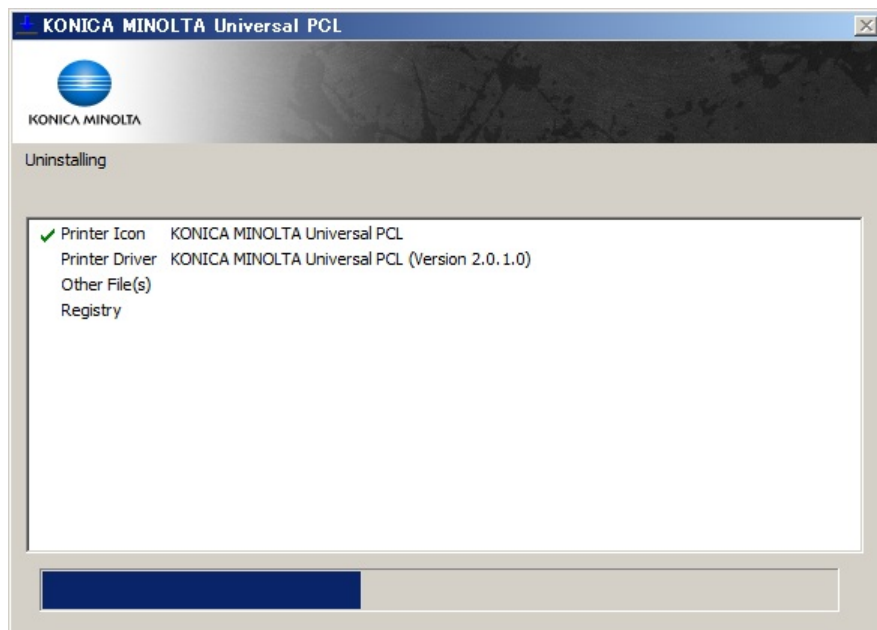 KONICA MINOLTA Universal PCL
KONICA MINOLTA
Uninstalling
Printer Icon KONICA MINOLTA Universal PCL
Printer Driver KONICA MINOLTA Universal PCL (Version 2.0.1.0)
Other File(s)
Registry